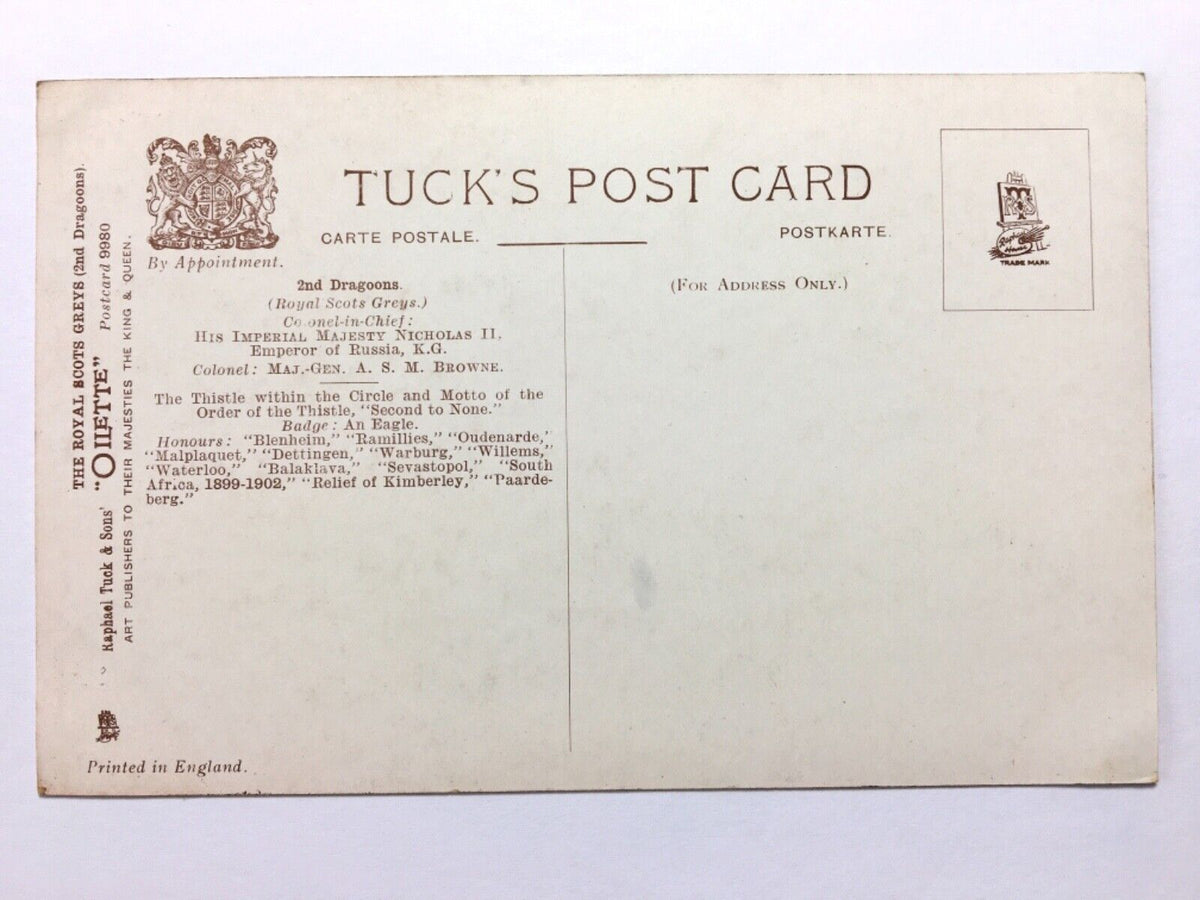 TUCK'S POST CARD
CARTE POSTALE.
POSTKARTE.
By Appointment.
(FOR ADDRESS ONLY.)
2nd Dragoons.
(Royal Scots Greys.)
Co onel-in-Chief:
HIS IMPERIAL MAJESTY NICHOLAS II,
Emperor of Russia, K.G.
Colonel: MAJ.-GEN. A. S. M. BROWNE.
The Thistle within the Circle and Motto of the
Order of the Thistle, "Second to None."
Badge: An Eagle.
Honours: "Blenheim," "Ramillies," "Oudenarde,"
"Malplaquet," "Dettingen," "Warburg," "Willems,"
"Waterloo," "Balaklava," "Sevastopol," "South
Africa, 1899-1902," "Relief of Kimberley," "Paarde-
berg."
THE ROYAL SCOTS GREYS (2nd Dragoons).
Raphael Tuck & Sons' "OILETTE" Postcard 9980
ART PUBLISHERS TO THEIR MAJESTIES THE KING & QUEEN.
Printed in England.
Raphael
House
TRADE MARK